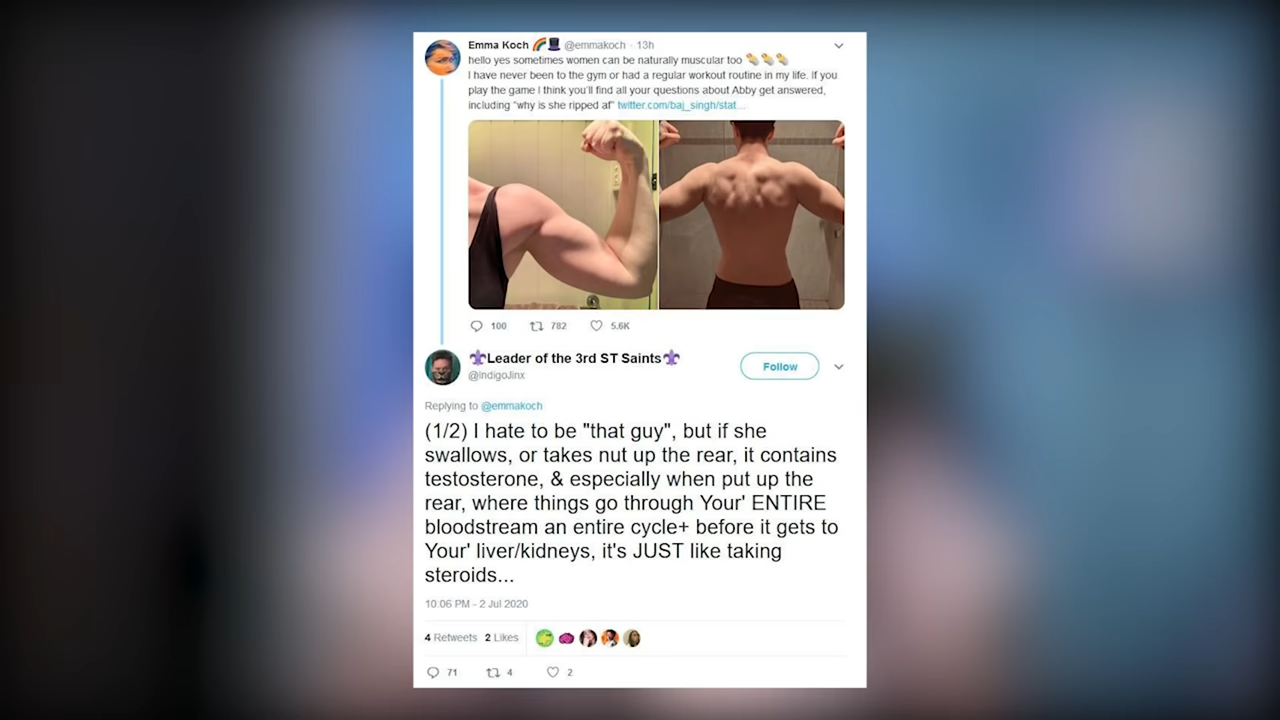 Emma Koch 🌈🎩 @emmakoch · 13h
hello yes sometimes women can be naturally muscular too
I have never been to the gym or had a regular workout routine in my life. If you
play the game I think you'll find all your questions about Abby get answered,
including "why is she ripped af" twitter.com/baj_singh/stat...
100 782 5.6K
⚜Leader of the 3rd ST Saints⚜
Follow
@IndigoJinx
Replying to @emmakoch
(1/2) I hate to be "that guy", but if she
swallows, or takes nut up the rear, it contains
testosterone, & especially when put up the
rear, where things go through Your' ENTIRE
bloodstream an entire cycle+ before it gets to
Your' liver/kidneys, it's JUST like taking
steroids...
10:06 PM - 2 Jul 2020
4 Retweets 2 Likes
71 4 2